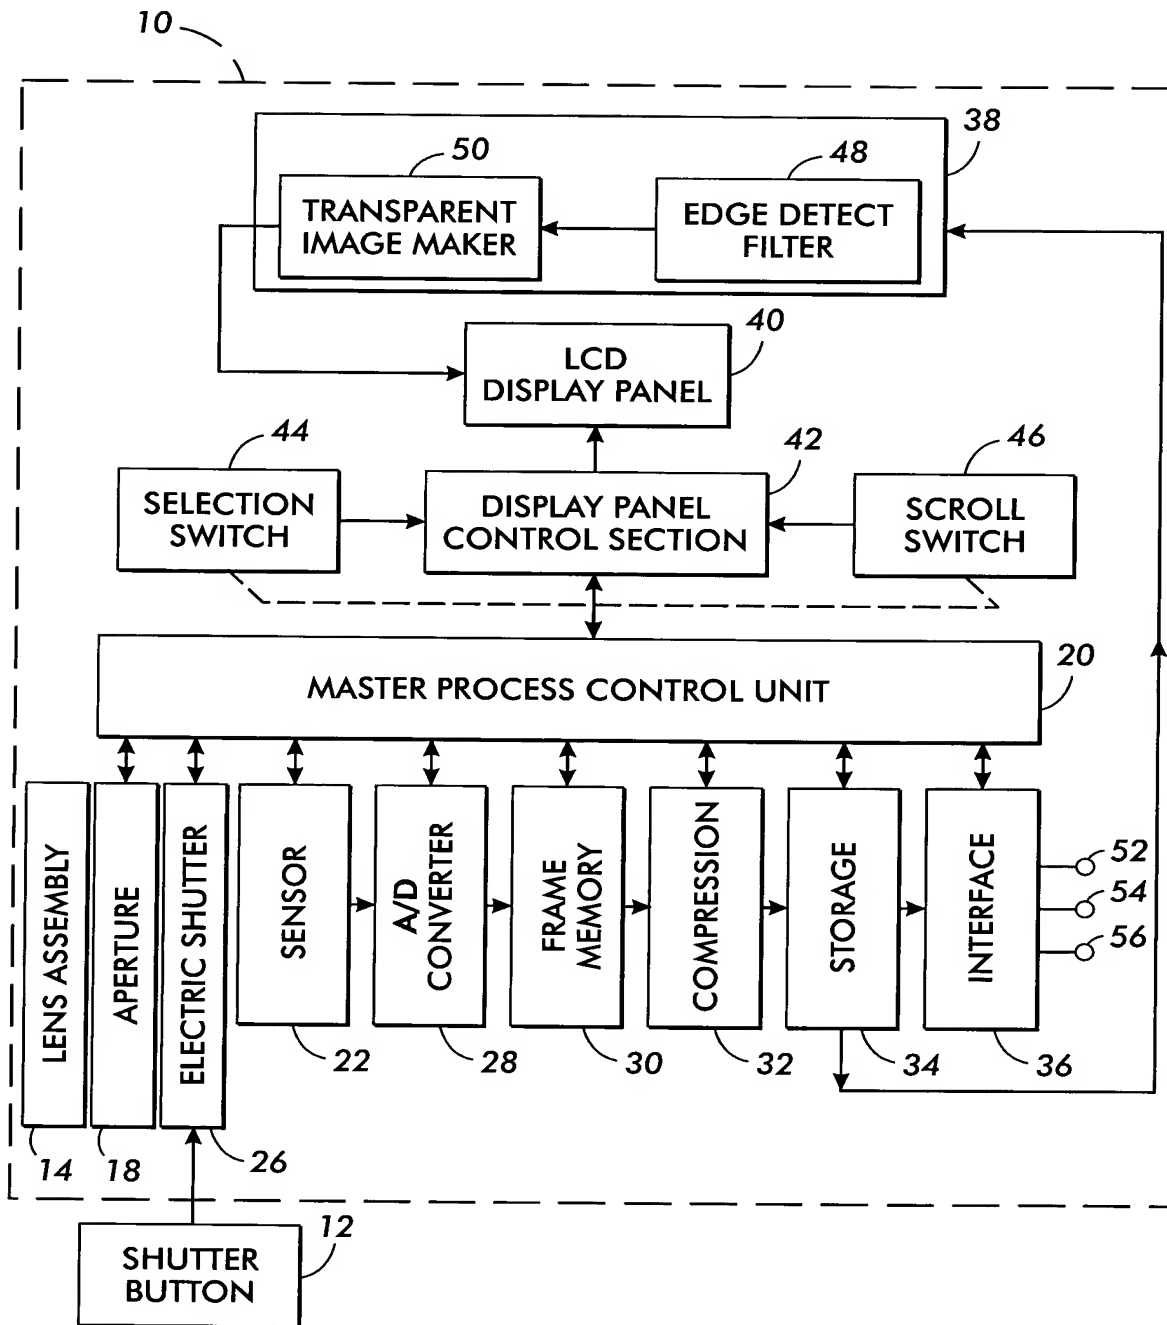 10
38
50
48
TRANSPARENT
IMAGE MAKER
EDGE DETECT
FILTER
40
LCD
DISPLAY PANEL
44
42
46
SELECTION
SWITCH
DISPLAY PANEL
CONTROL SECTION
SCROLL
SWITCH
20
MASTER PROCESS CONTROL UNIT
LENS ASSEMBLY
APERTURE
ELECTRIC SHUTTER
SENSOR
A/D
CONVERTER
FRAME
MEMORY
COMPRESSION
STORAGE
INTERFACE
52
54
56
22
28
30
32
34
36
14
18
26
12
SHUTTER
BUTTON